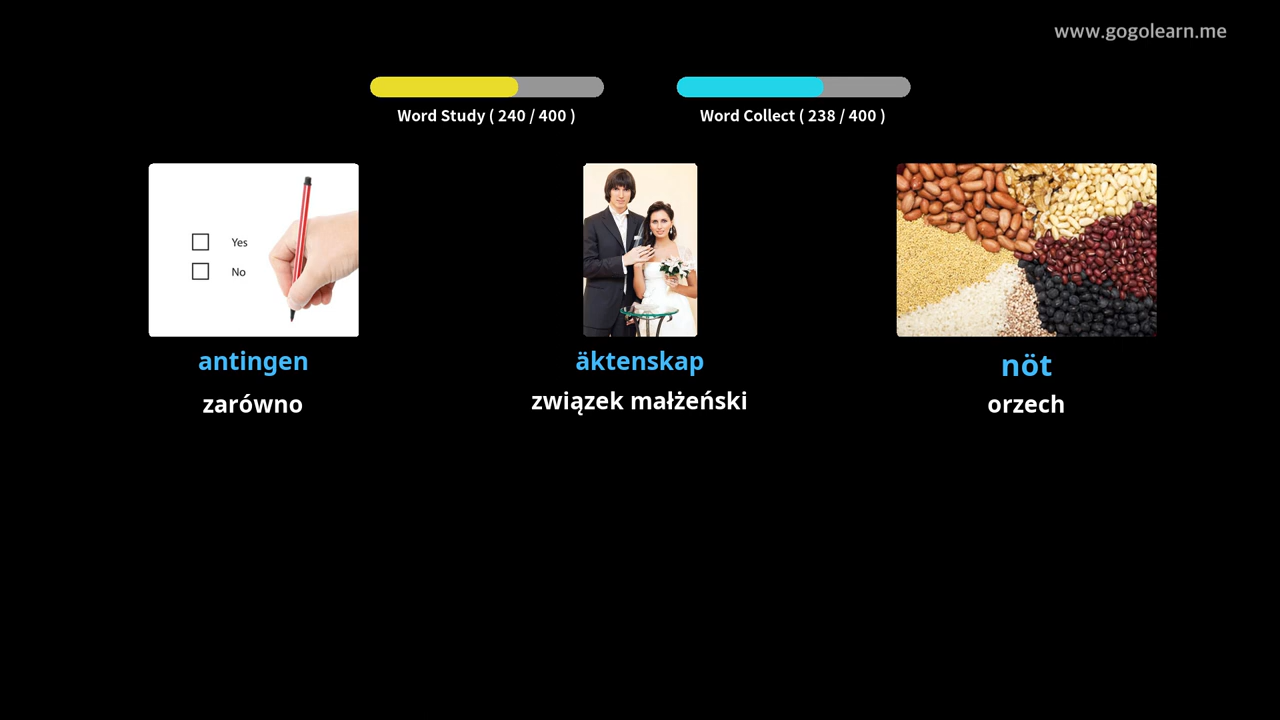 www.gogolearn.me
Word Study ( 240 / 400 )
Word Collect ( 238 / 400 )
Yes
No
antingen
äktenskap
nöt
zarówno
związek małżeński
orzech